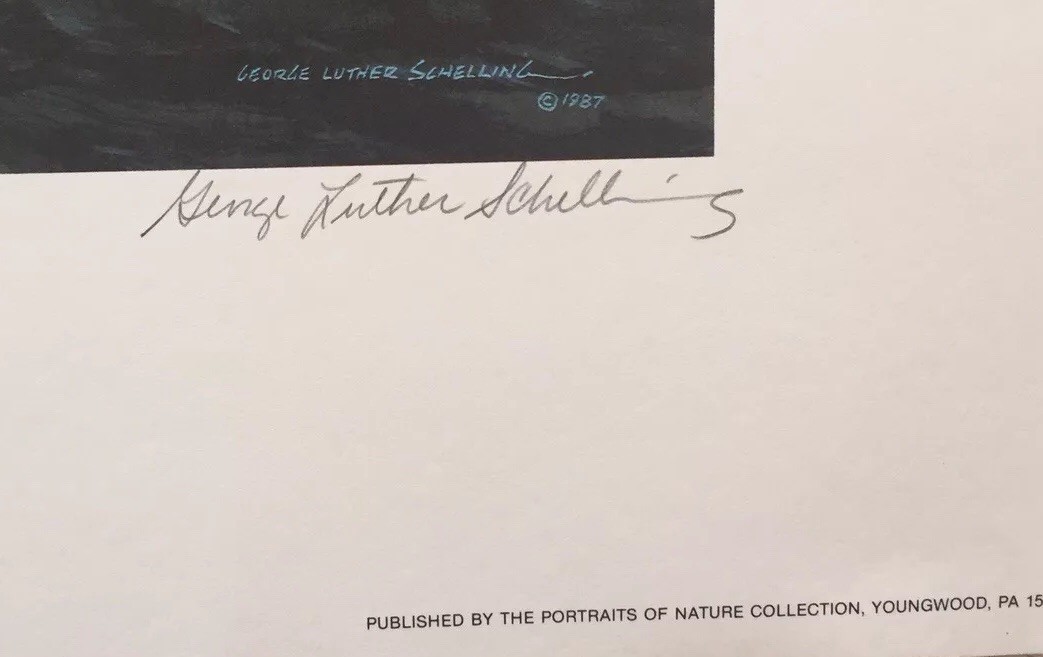 GEORGE LUTHER SCHELLING
© 1987
George Luther Schelling
PUBLISHED BY THE PORTRAITS OF NATURE COLLECTION, YOUNGWOOD, PA 15